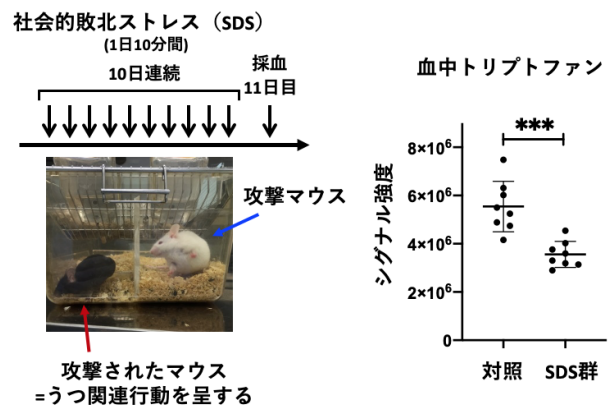 社会的敗北ストレス（SDS）
(1日10分間)
10日連続
採血
11日目
攻撃マウス
攻撃されたマウス
=うつ関連行動を呈する
血中トリプトファン
***
シグナル強度
8×10⁶
6×10⁶
4×10⁶
2×10⁶
0
対照
SDS群